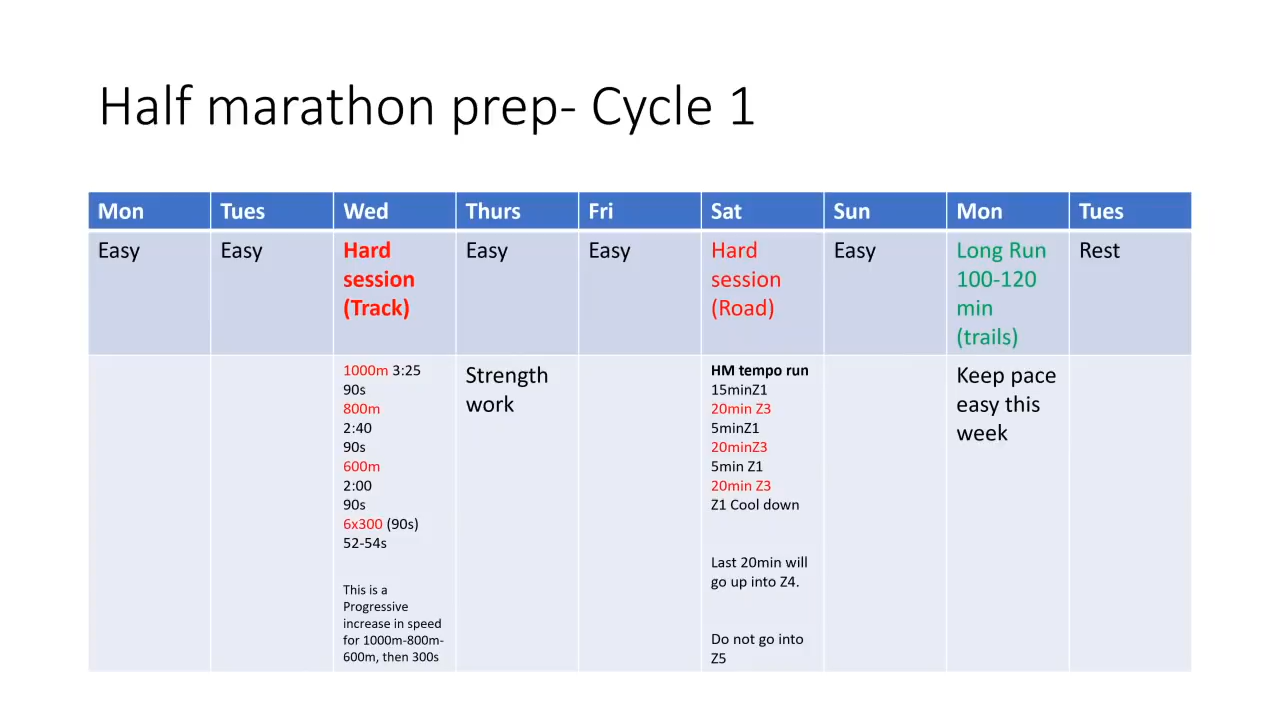 Half marathon prep- Cycle 1
Mon Tues Wed Thurs Fri Sat Sun Mon Tues
Easy
Easy
Hard
session
(Track)
Easy
Easy
Hard
session
(Road)
Easy
Long Run
100-120
min
(trails)
Rest
1000m 3:25
90s
800m
2:40
90s
600m
2:00
90s
6x300 (90s)
52-54s
This is a
Progressive
increase in speed
for 1000m-800m-
600m, then 300s
Strength
work
HM tempo run
15minZ1
20min Z3
5minZ1
20minZ3
5min Z1
20min Z3
Z1 Cool down
Last 20min will
go up into Z4.
Do not go into
Z5
Keep pace
easy this
week